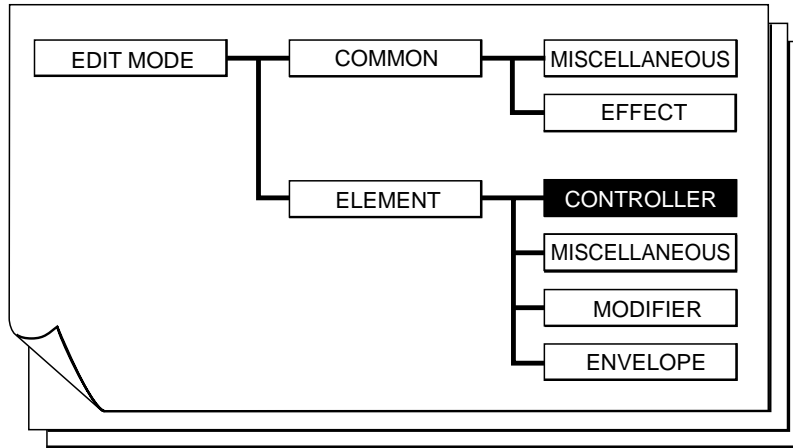 EDIT MODE
COMMON
MISCELLANEOUS
EFFECT
ELEMENT
CONTROLLER
MISCELLANEOUS
MODIFIER
ENVELOPE